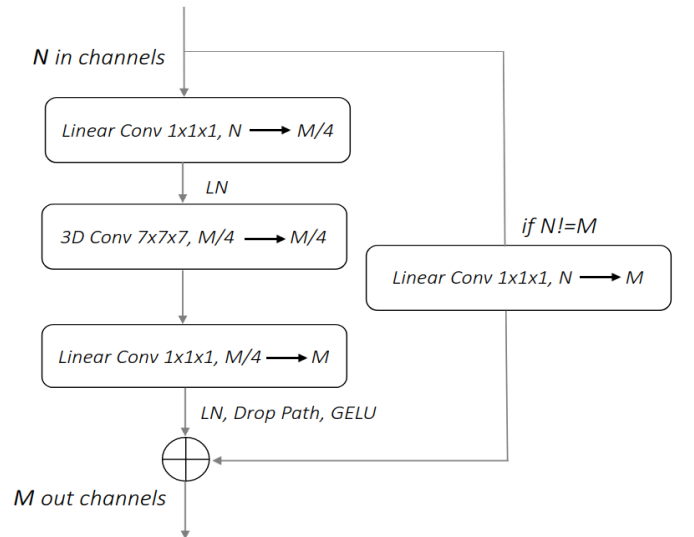 N in channels
Linear Conv 1x1x1, N ⟶ M/4
LN
3D Conv 7x7x7, M/4 ⟶ M/4
if N!=M
Linear Conv 1x1x1, N ⟶ M
Linear Conv 1x1x1, M/4 ⟶ M
LN, Drop Path, GELU
M out channels